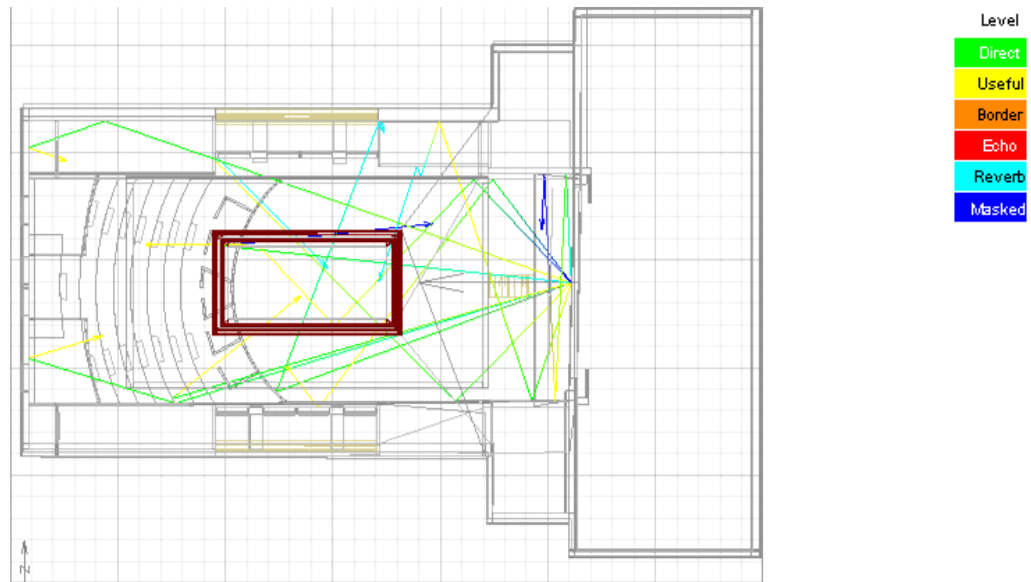 Level
Direct
Useful
Border
Echo
Reverb
Masked
N